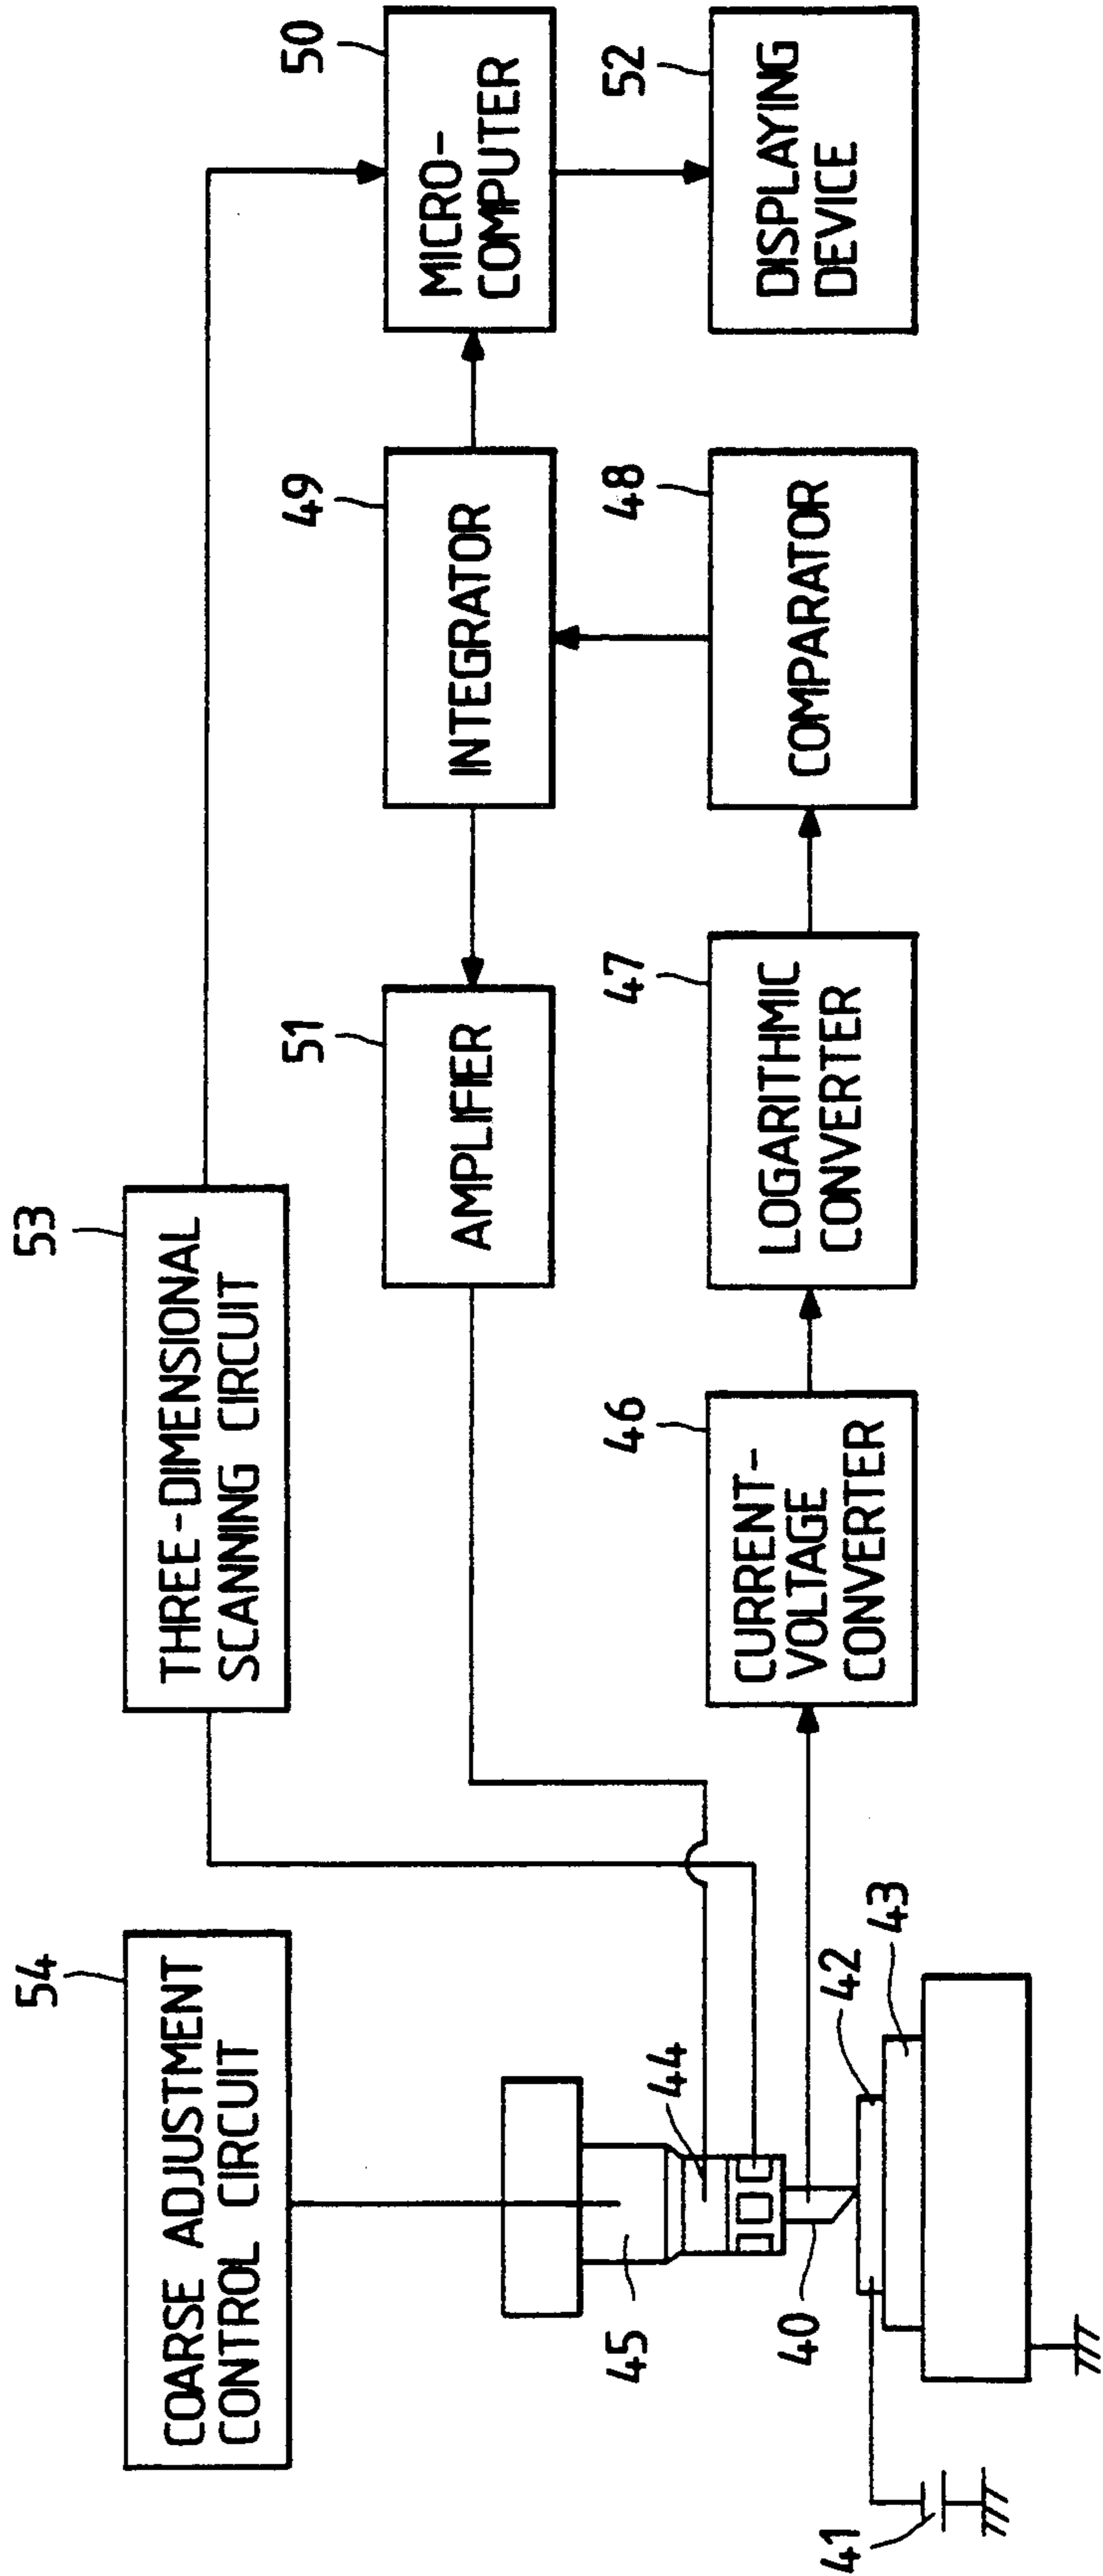 54
COARSE ADJUSTMENT
CONTROL CIRCUIT
53
THREE-DIMENSIONAL
SCANNING CIRCUIT
51
AMPLIFIER
49
INTEGRATOR
50
MICRO-
COMPUTER
45
44
40
41
42
43
46
CURRENT-
VOLTAGE
CONVERTER
47
LOGARITHMIC
CONVERTER
48
COMPARATOR
52
DISPLAYING
DEVICE